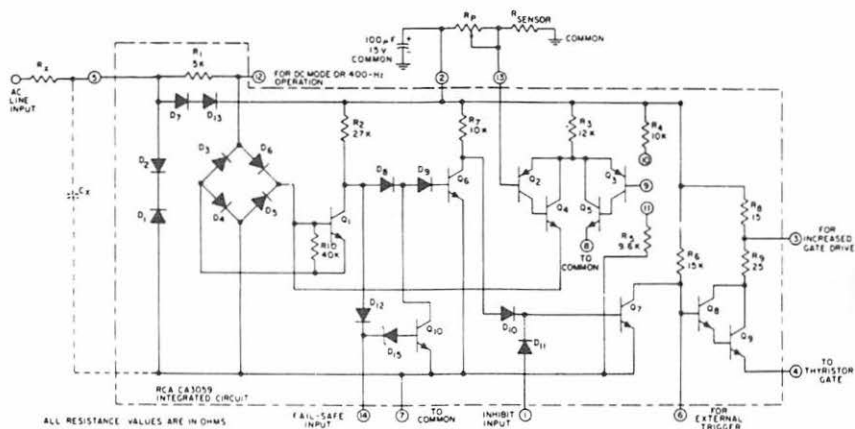 100µF
15V
COMMON
RP
RSENSOR
COMMON
RX
AC
LINE
INPUT
5
R1
5K
12
FOR DC MODE OR 400-Hz
OPERATION
2
13
CX
D7
D13
D2
D1
D3
D6
D4
D5
R2
27K
R7
10K
R3
12K
R4
10K
10
D8
D9
Q6
Q2
Q3
9
Q1
R10
40K
Q4
Q5
11
8
TO
COMMON
R5
9.6K
R6
15K
R8
15
3
FOR
INCREASED
GATE DRIVE
R9
25
D12
D15
Q10
D10
D11
Q7
Q8
Q9
4
TO
THYRISTOR
GATE
RCA CA3059
INTEGRATED CIRCUIT
ALL RESISTANCE VALUES ARE IN OHMS
FAIL-SAFE
INPUT
14
7
TO
COMMON
INHIBIT
INPUT
1
6
FOR
EXTERNAL
TRIGGER